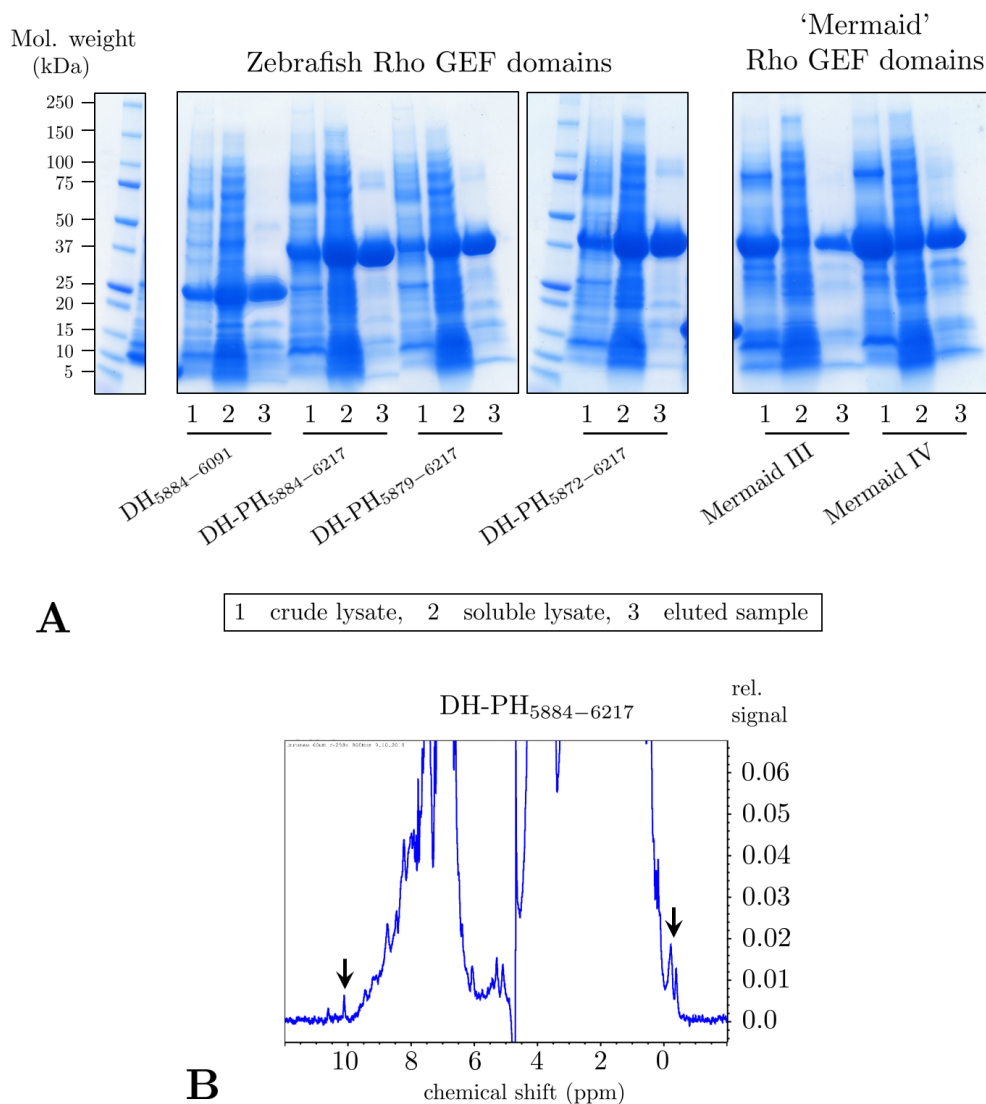 Mol. weight
(kDa)
Zebrafish Rho GEF domains
‘Mermaid’
Rho GEF domains
250
150
100
75
50
37
25
20
15
10
5
1 2 3 1 2 3 1 2 3 1 2 3 1 2 3 1 2 3
DH5884−6091
DH-PH5884−6217
DH-PH5879−6217
DH-PH5872−6217
Mermaid III
Mermaid IV
A
1 crude lysate, 2 soluble lysate, 3 eluted sample
DH-PH5884−6217
rel.
signal
0.06
0.05
0.04
0.03
0.02
0.01
0.0
10 8 6 4 2 0
chemical shift (ppm)
B